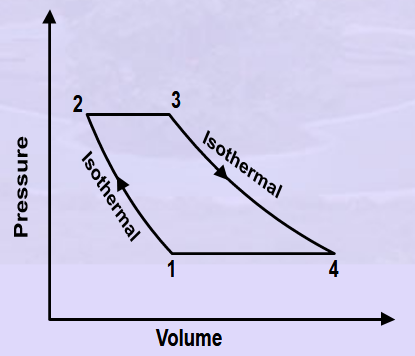 2
3
Isothermal
Isothermal
Pressure
1
4
Volume